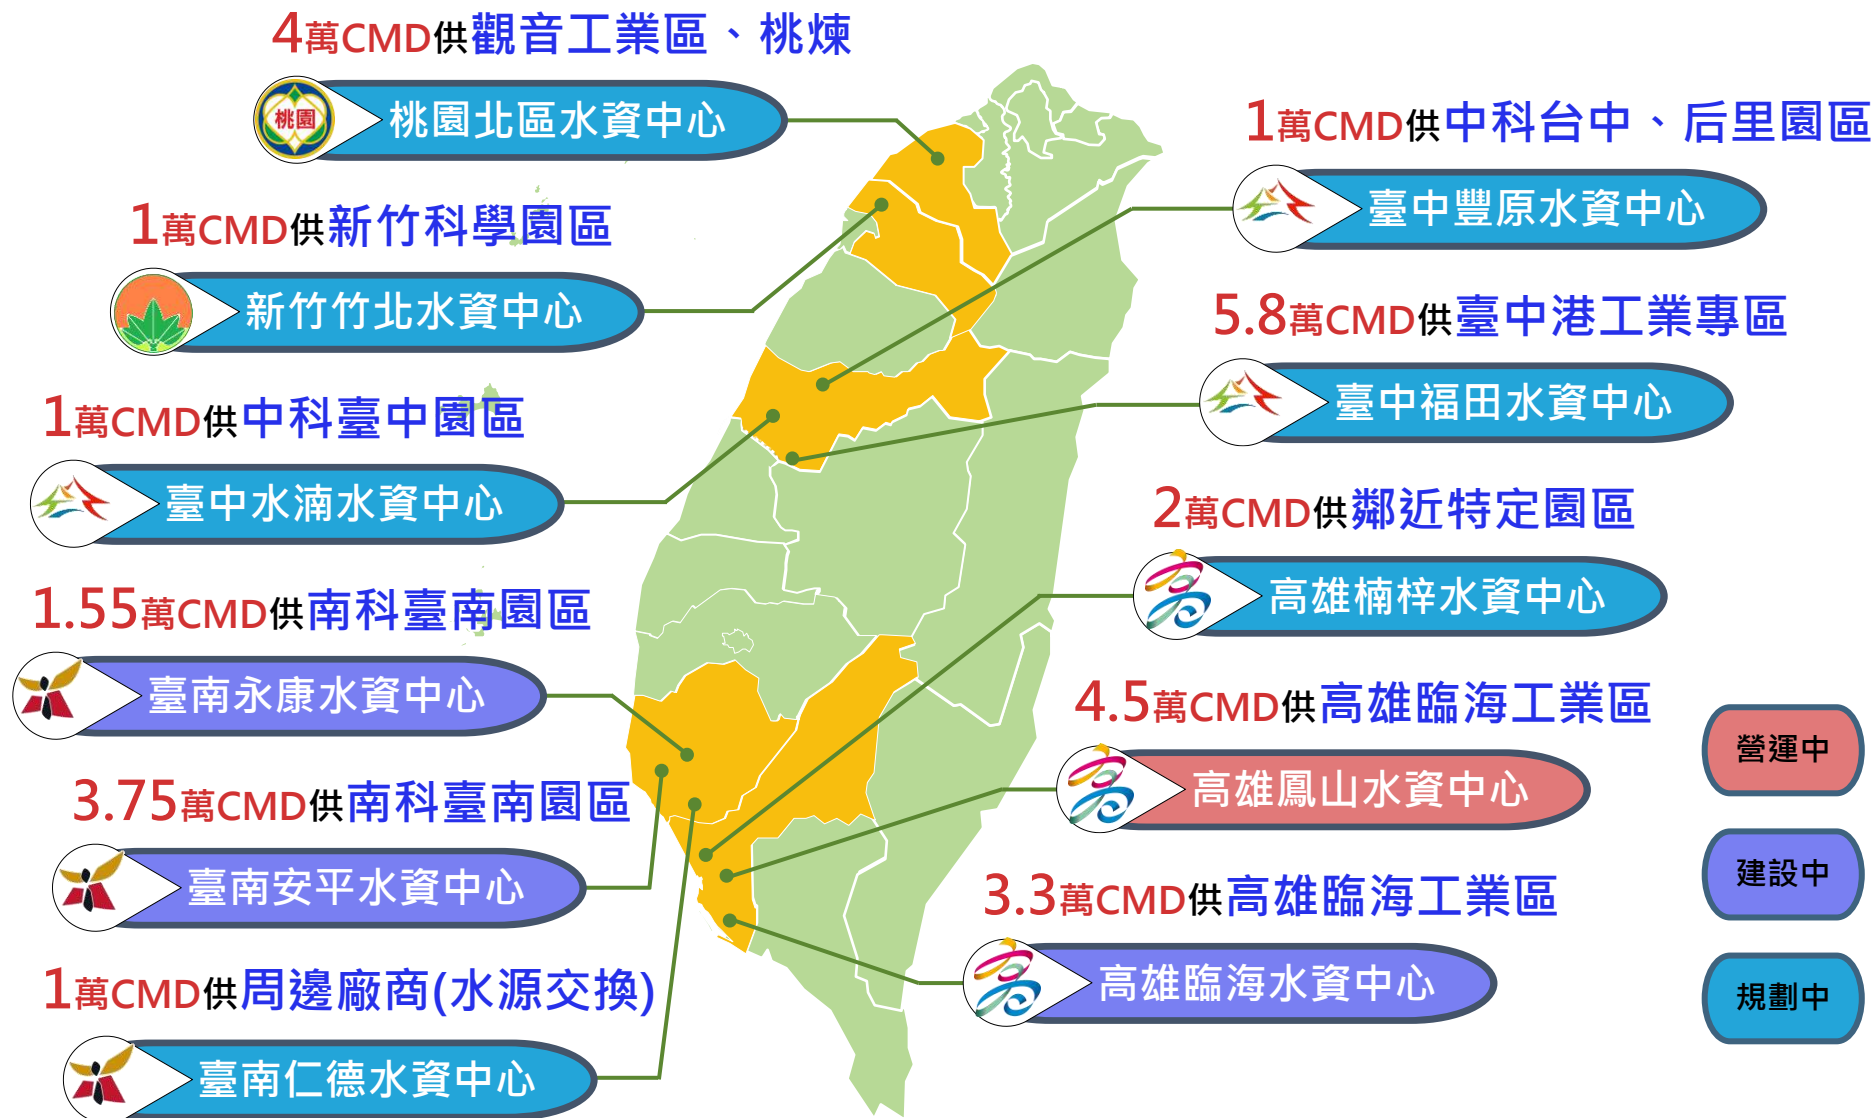 4萬CMD供觀音工業區、桃煉
桃園
桃園北區水資中心
1萬CMD供新竹科學園區
新竹竹北水資中心
1萬CMD供中科臺中園區
臺中水湳水資中心
1.55萬CMD供南科臺南園區
臺南永康水資中心
3.75萬CMD供南科臺南園區
臺南安平水資中心
1萬CMD供周邊廠商(水源交換)
臺南仁德水資中心
1萬CMD供中科台中、后里園區
臺中豐原水資中心
5.8萬CMD供臺中港工業專區
臺中福田水資中心
2萬CMD供鄰近特定園區
高雄楠梓水資中心
4.5萬CMD供高雄臨海工業區
高雄鳳山水資中心
3.3萬CMD供高雄臨海工業區
高雄臨海水資中心
營運中
建設中
規劃中